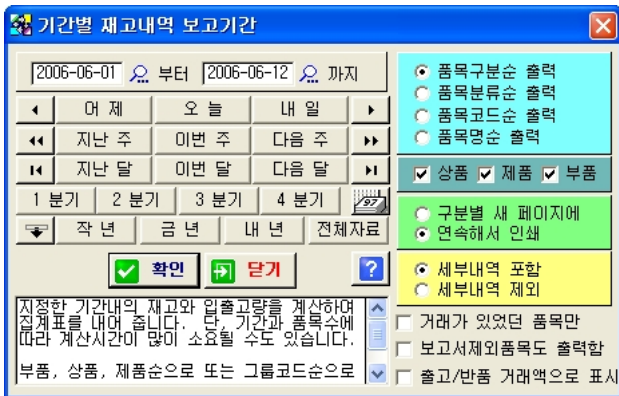 기간별 재고내역 보고기간
2006-06-01 부터 2006-06-12 까지
어 제 오 늘 내 일
지난 주 이번 주 다음 주
지난 달 이번 달 다음 달
1 분기 2 분기 3 분기 4 분기 97
작 년 금 년 내 년 전체자료
확인 닫기 ?
지정한 기간내의 재고와 입출고량을 계산하여
집계표를 내어 줍니다. 단, 기간과 품목수에
따라 계산시간이 많이 소요될 수도 있습니다.
부품, 상품, 제품순으로 또는 그룹코드순으로
품목구분순 출력
품목분류순 출력
품목코드순 출력
품목명순 출력
상품 제품 부품
구분별 새 페이지에
연속해서 인쇄
세부내역 포함
세부내역 제외
거래가 있었던 품목만
보고서제외품목도 출력함
출고/반품 거래액으로 표시